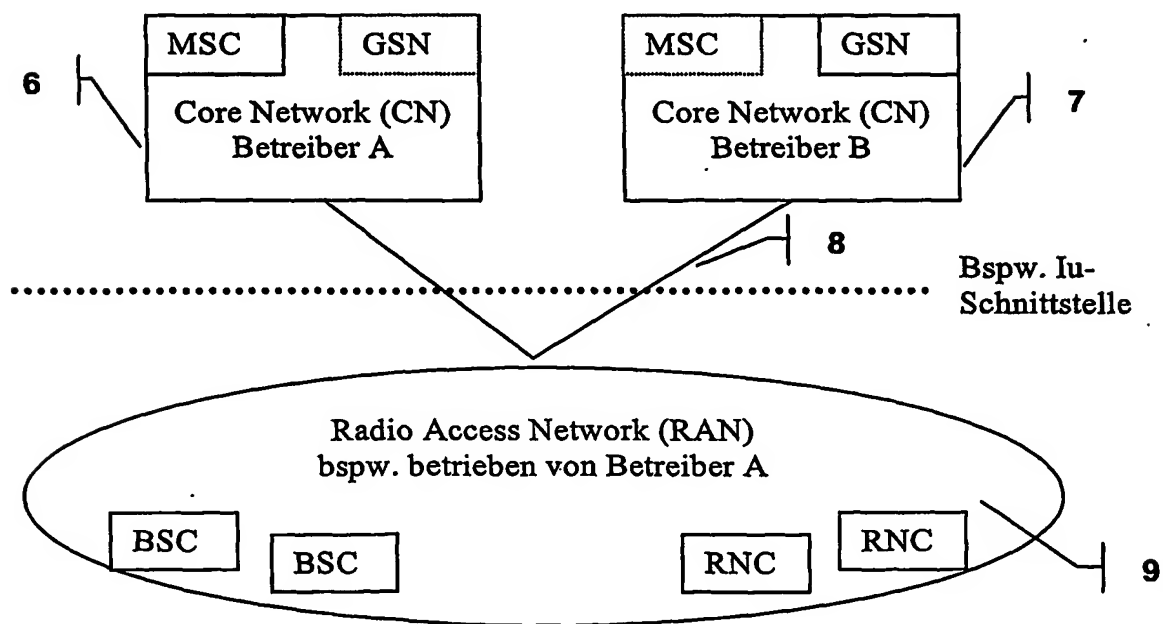 MSC
GSN
MSC
GSN
6
Core Network (CN)
Betreiber A
Core Network (CN)
Betreiber B
7
8
Bspw. Iu-
Schnittstelle
Radio Access Network (RAN)
bspw. betrieben von Betreiber A
BSC
BSC
RNC
RNC
9